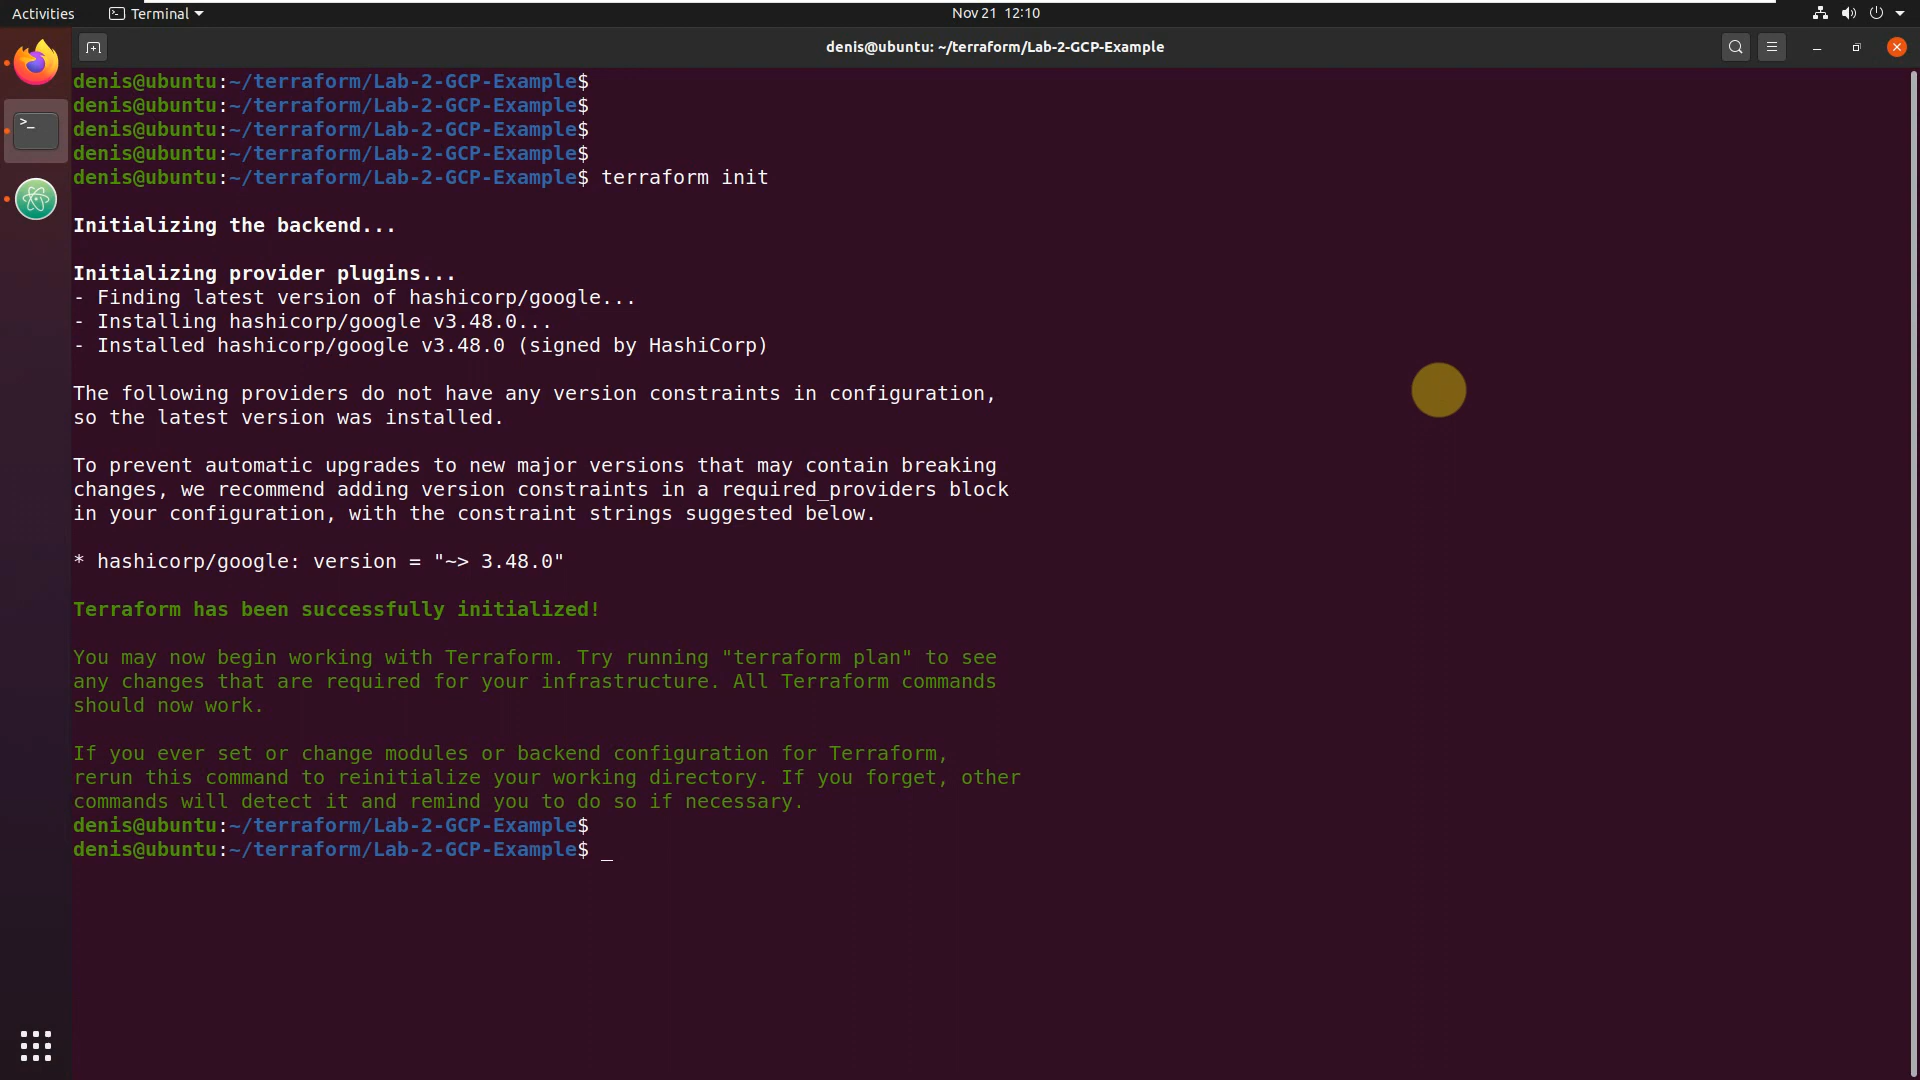 Activities
Terminal
Nov 21 12:10
denis@ubuntu: ~/terraform/Lab-2-GCP-Example
denis@ubuntu:~/terraform/Lab-2-GCP-Example$
denis@ubuntu:~/terraform/Lab-2-GCP-Example$
denis@ubuntu:~/terraform/Lab-2-GCP-Example$
denis@ubuntu:~/terraform/Lab-2-GCP-Example$
denis@ubuntu:~/terraform/Lab-2-GCP-Example$ terraform init
Initializing the backend...
Initializing provider plugins...
- Finding latest version of hashicorp/google...
- Installing hashicorp/google v3.48.0...
- Installed hashicorp/google v3.48.0 (signed by HashiCorp)
The following providers do not have any version constraints in configuration,
so the latest version was installed.
To prevent automatic upgrades to new major versions that may contain breaking
changes, we recommend adding version constraints in a required_providers block
in your configuration, with the constraint strings suggested below.
* hashicorp/google: version = "~> 3.48.0"
Terraform has been successfully initialized!
You may now begin working with Terraform. Try running "terraform plan" to see
any changes that are required for your infrastructure. All Terraform commands
should now work.
If you ever set or change modules or backend configuration for Terraform,
rerun this command to reinitialize your working directory. If you forget, other
commands will detect it and remind you to do so if necessary.
denis@ubuntu:~/terraform/Lab-2-GCP-Example$
denis@ubuntu:~/terraform/Lab-2-GCP-Example$ _